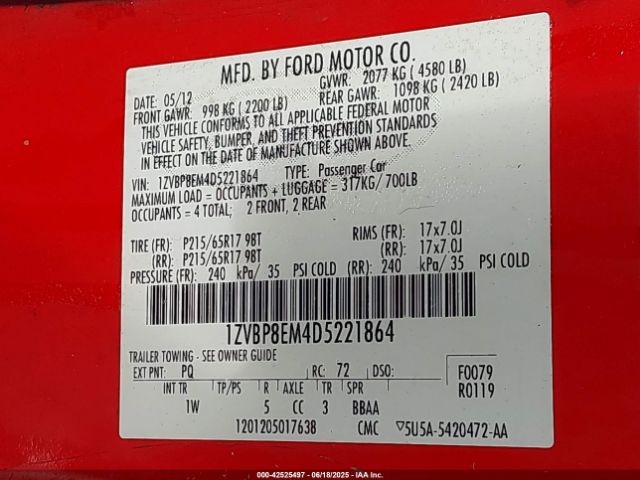 MFD. BY FORD MOTOR CO.
DATE: 05/12 GVWR: 2077 KG ( 4580 LB)
FRONT GAWR: 998 KG ( 2200 LB) REAR GAWR: 1098 KG ( 2420 LB)
THIS VEHICLE CONFORMS TO ALL APPLICABLE FEDERAL MOTOR
VEHICLE SAFETY, BUMPER, AND THEFT PREVENTION STANDARDS
IN EFFECT ON THE DATE OF MANUFACTURE SHOWN ABOVE.
VIN: 1ZVBP8EM4D5221864 TYPE: Passenger Car
MAXIMUM LOAD = OCCUPANTS + LUGGAGE = 317KG/700LB
OCCUPANTS = 4 TOTAL; 2 FRONT, 2 REAR
TIRE (FR): P215/65R17 98T RIMS (FR): 17x7.0J
(RR): P215/65R17 98T (RR): 17x7.0J
PRESSURE (FR): 240 kPa/ 35 PSI COLD (RR): 240 kPa/ 35 PSI COLD
1ZVBP8EM4D5221864
TRAILER TOWING - SEE OWNER GUIDE
EXT PNT: PQ RC: 72 DSO: F0079
INT TR TP/PS R AXLE TR SPR R0119
1W 5 CC 3 BBAA
1201205017638 CMC ▽5U5A-5420472-AA
000-42525497 - 06/18/2025 - IAAI.COM